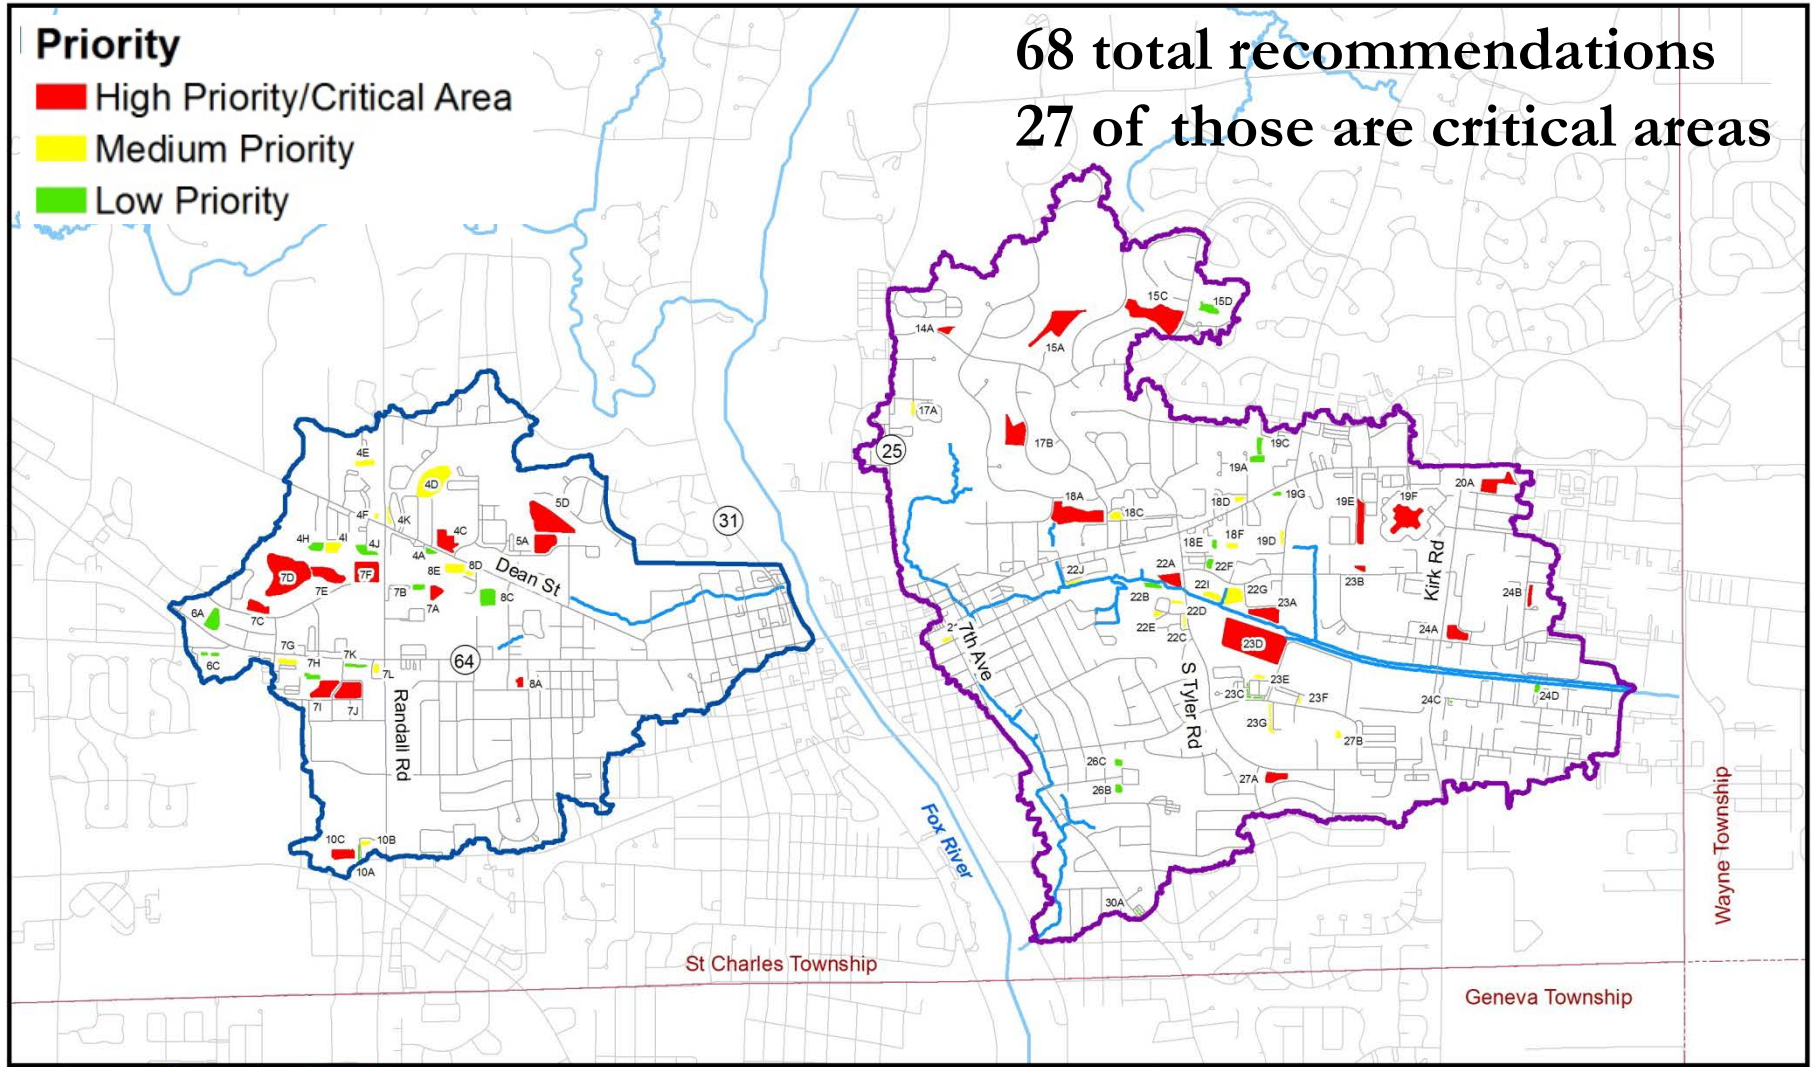 Priority
High Priority/Critical Area
Medium Priority
Low Priority
68 total recommendations
27 of those are critical areas
15C
15D
14A
15A
17A
17B
25
19C
19A
4E
4D
20A
5D
18A
18C
18D
19G
19E
19F
4F
4K
31
4C
5A
18E
18F
19D
4H
4I
4J
4A
8E
8D
Dean St
Kirk Rd
7D
7E
7F
22J
22A
22F
23B
7B
7A
8C
22B
22I
22G
23A
24B
6A
7C
22E
22D
22C
7th Ave
24A
23D
6C
7G
7H
7K
7L
64
8A
S Tyler Rd
23E
23C
23F
24C
24D
7I
7J
Randall Rd
23G
27B
26C
26B
27A
Fox River
Wayne Township
10C
10B
10A
30A
St Charles Township
Geneva Township